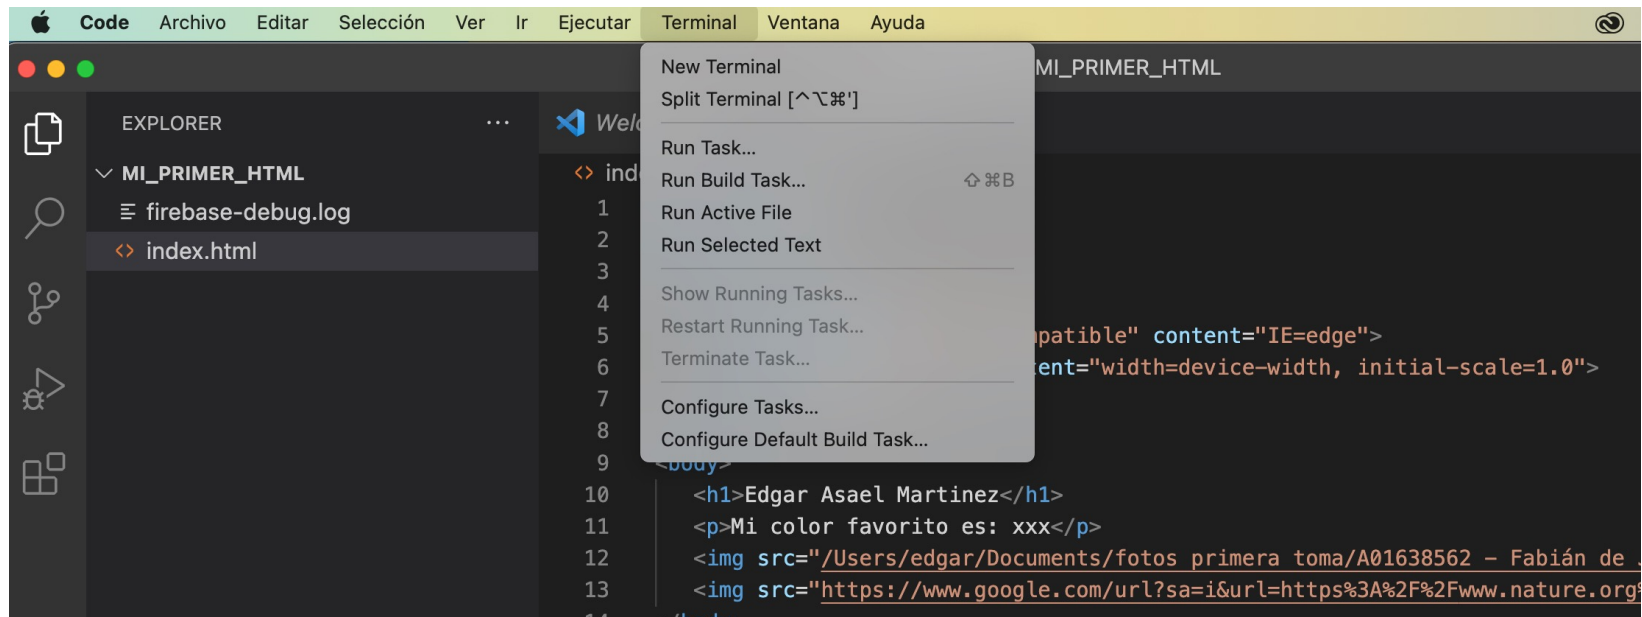 Code Archivo Editar Selección Ver Ir Ejecutar Terminal Ventana Ayuda
MI_PRIMER_HTML
EXPLORER ···
MI_PRIMER_HTML
firebase-debug.log
index.html
New Terminal
Split Terminal [^⌥⌘']
Run Task...
Run Build Task... ⇧⌘B
Run Active File
Run Selected Text
Show Running Tasks...
Restart Running Task...
Terminate Task...
Configure Tasks...
Configure Default Build Task...
1
2
3
4
5 patible" content="IE=edge">
6 ent="width=device-width, initial-scale=1.0">
7
8
9 <body>
10 <h1>Edgar Asael Martinez</h1>
11 <p>Mi color favorito es: xxx</p>
12 <img src="/Users/edgar/Documents/fotos primera toma/A01638562 - Fabián de
13 <img src="https://www.google.com/url?sa=i&url=https%3A%2F%2Fwww.nature.org%